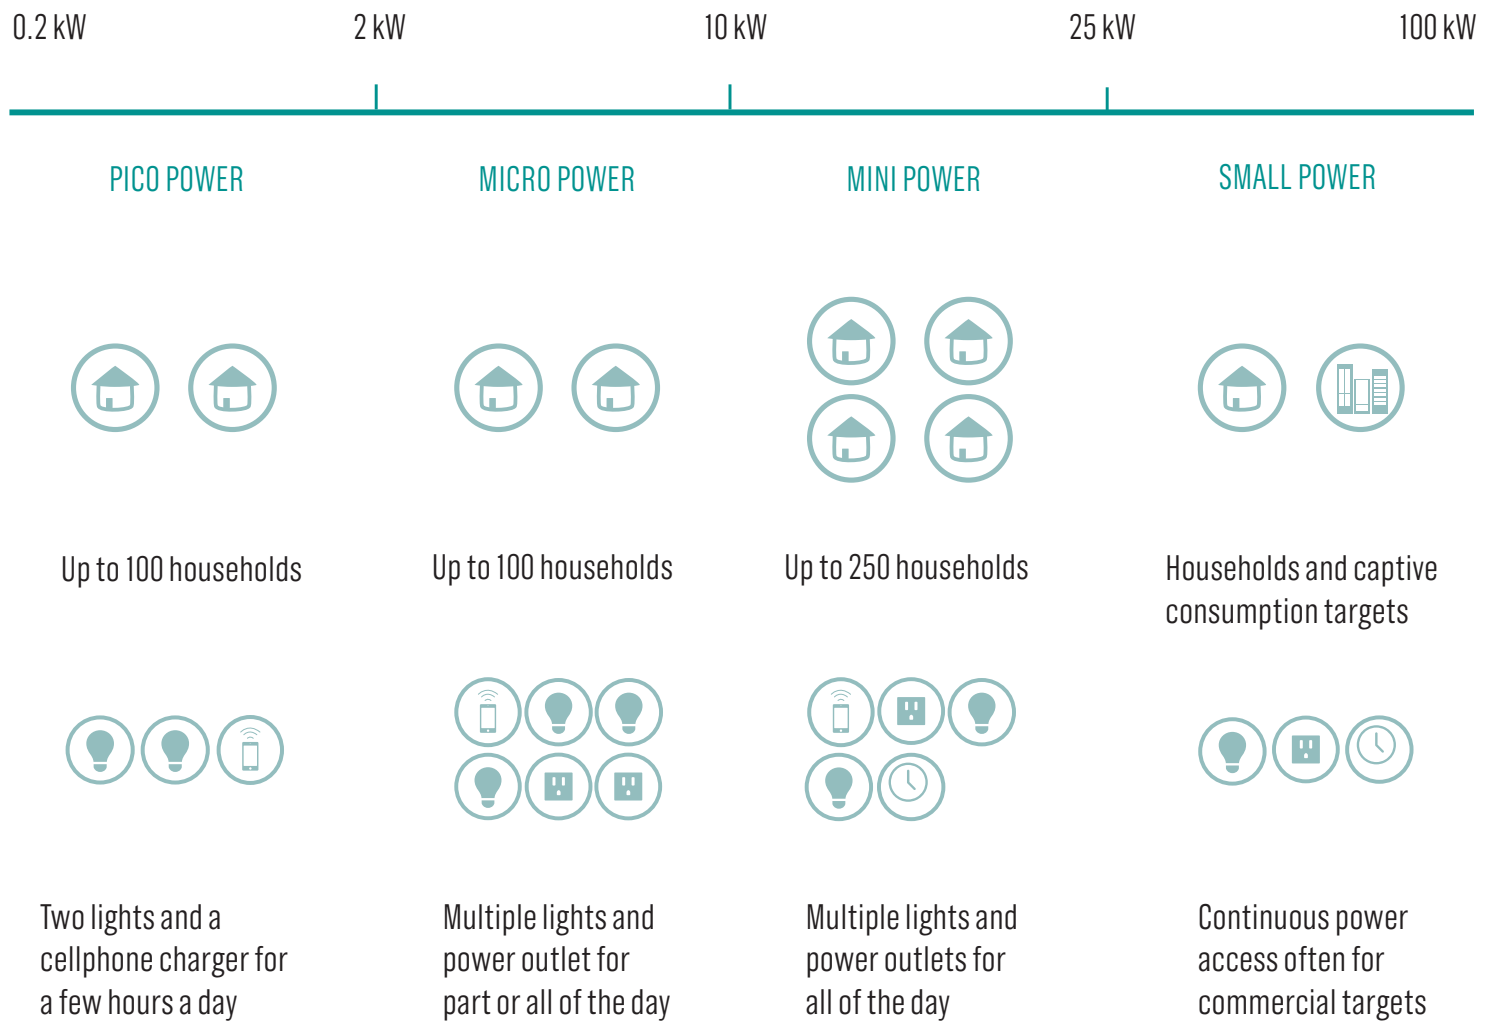 0.2 kW
2 kW
10 kW
25 kW
100 kW
PICO POWER
MICRO POWER
MINI POWER
SMALL POWER
Up to 100 households
Up to 100 households
Up to 250 households
Households and captive
consumption targets
Two lights and a
cellphone charger for
a few hours a day
Multiple lights and
power outlet for
part or all of the day
Multiple lights and
power outlets for
all of the day
Continuous power
access often for
commercial targets